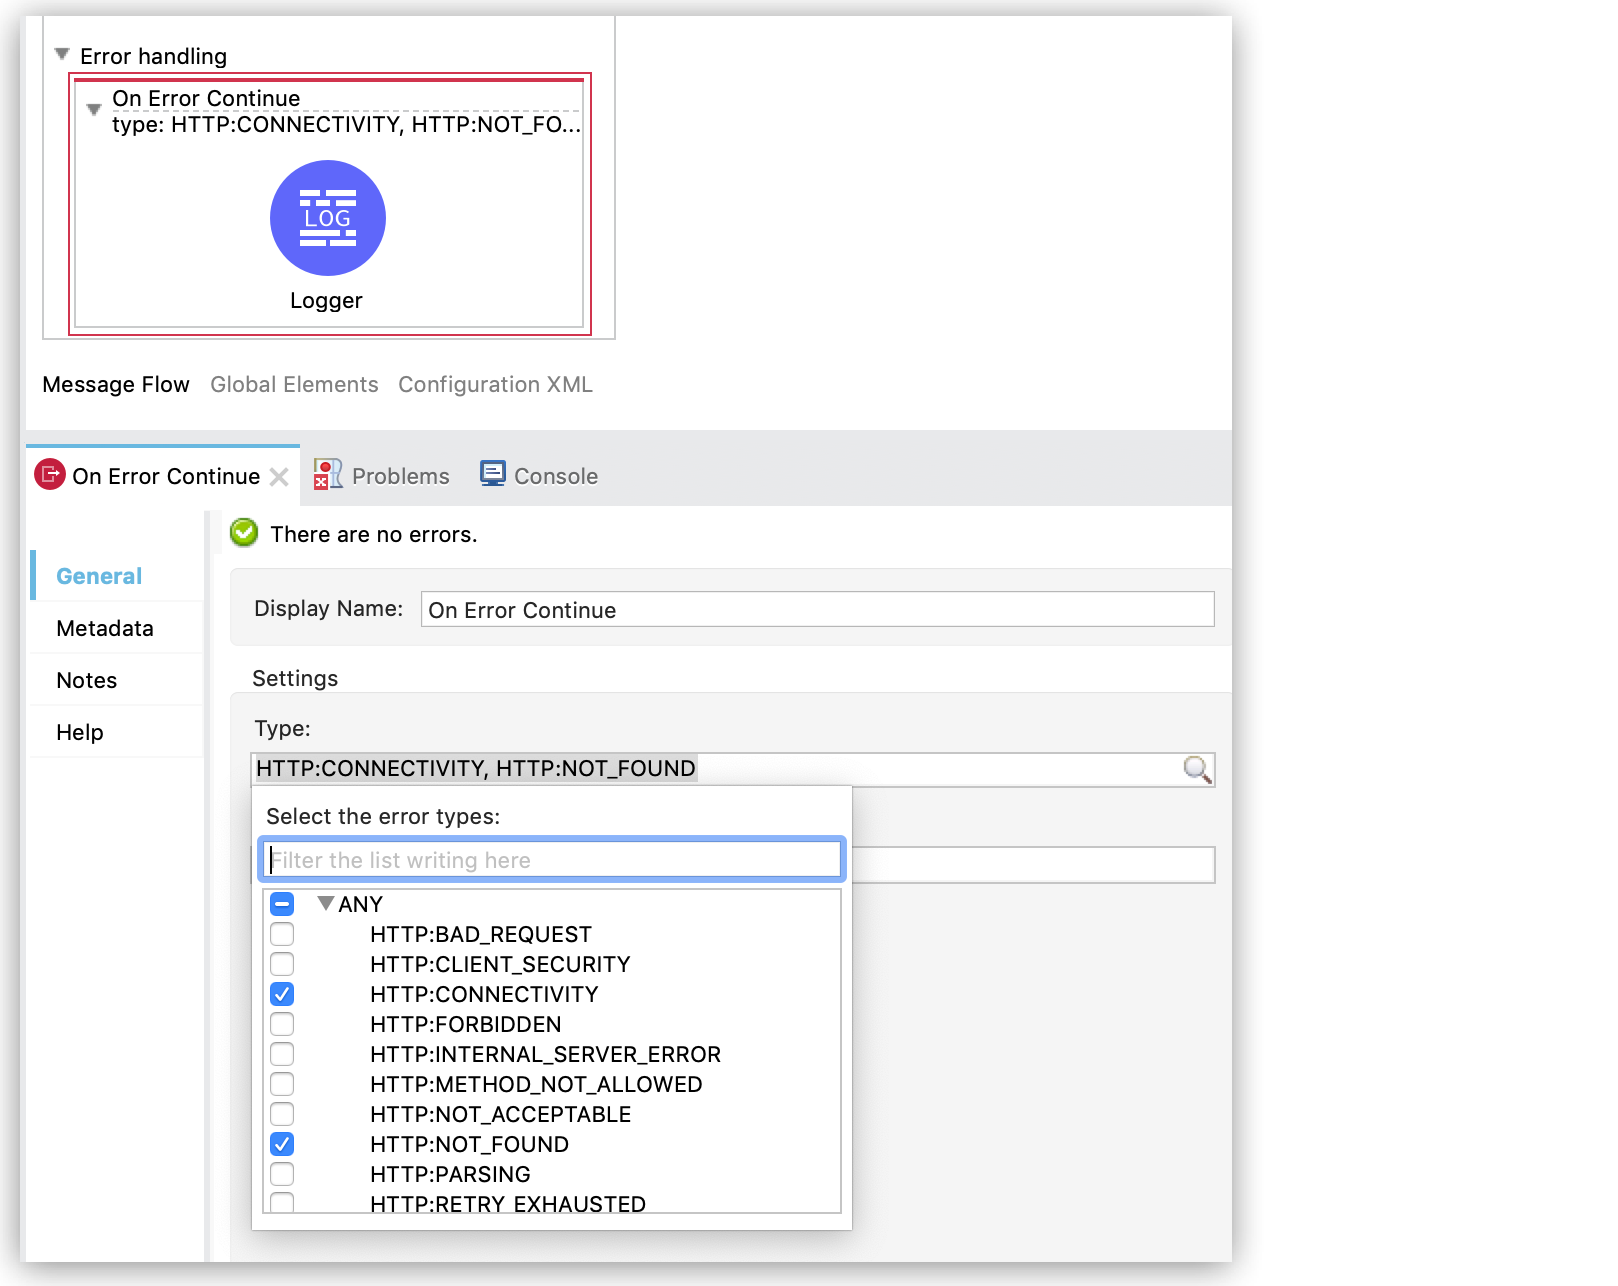 Error handling
On Error Continue
type: HTTP:CONNECTIVITY, HTTP:NOT_FO...
LOG
Logger
Message Flow Global Elements Configuration XML
On Error Continue Problems Console
There are no errors.
General
Metadata
Notes
Help
Display Name: On Error Continue
Settings
Type:
HTTP:CONNECTIVITY, HTTP:NOT_FOUND
Select the error types:
Filter the list writing here
ANY
HTTP:BAD_REQUEST
HTTP:CLIENT_SECURITY
HTTP:CONNECTIVITY
HTTP:FORBIDDEN
HTTP:INTERNAL_SERVER_ERROR
HTTP:METHOD_NOT_ALLOWED
HTTP:NOT_ACCEPTABLE
HTTP:NOT_FOUND
HTTP:PARSING
HTTP:RETRY_EXHAUSTED